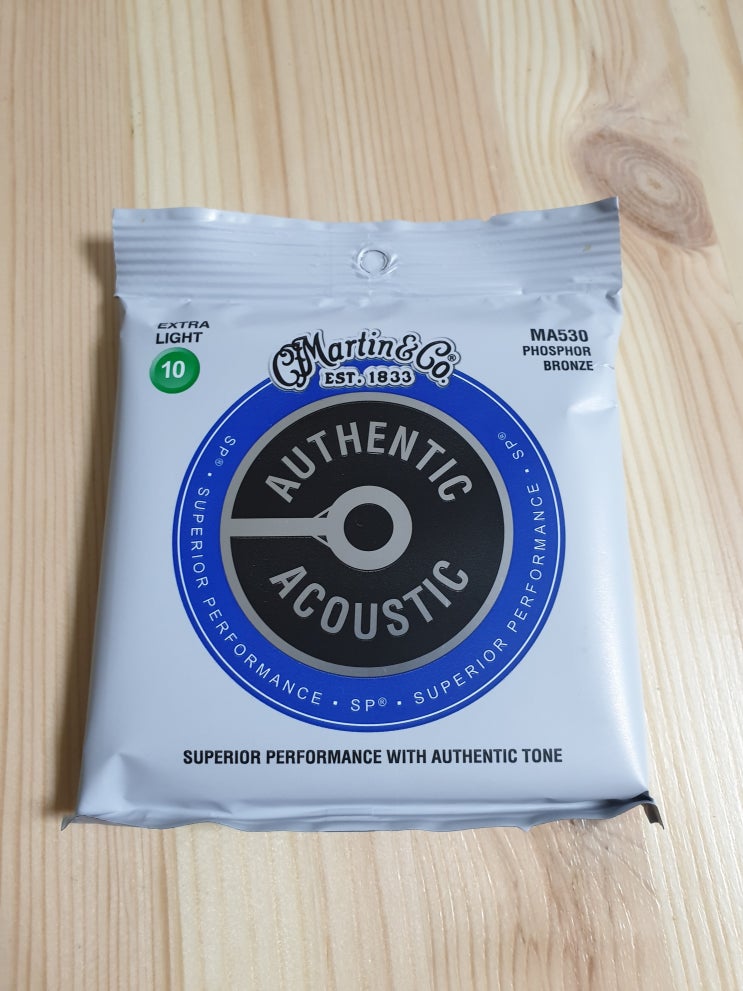 EXTRA
LIGHT
10
C.F. Martin & Co.®
EST. 1833
MA530
PHOSPHOR
BRONZE
AUTHENTIC
ACOUSTIC
SP® • SUPERIOR PERFORMANCE • SP® • SUPERIOR PERFORMANCE • SP®
SUPERIOR PERFORMANCE WITH AUTHENTIC TONE